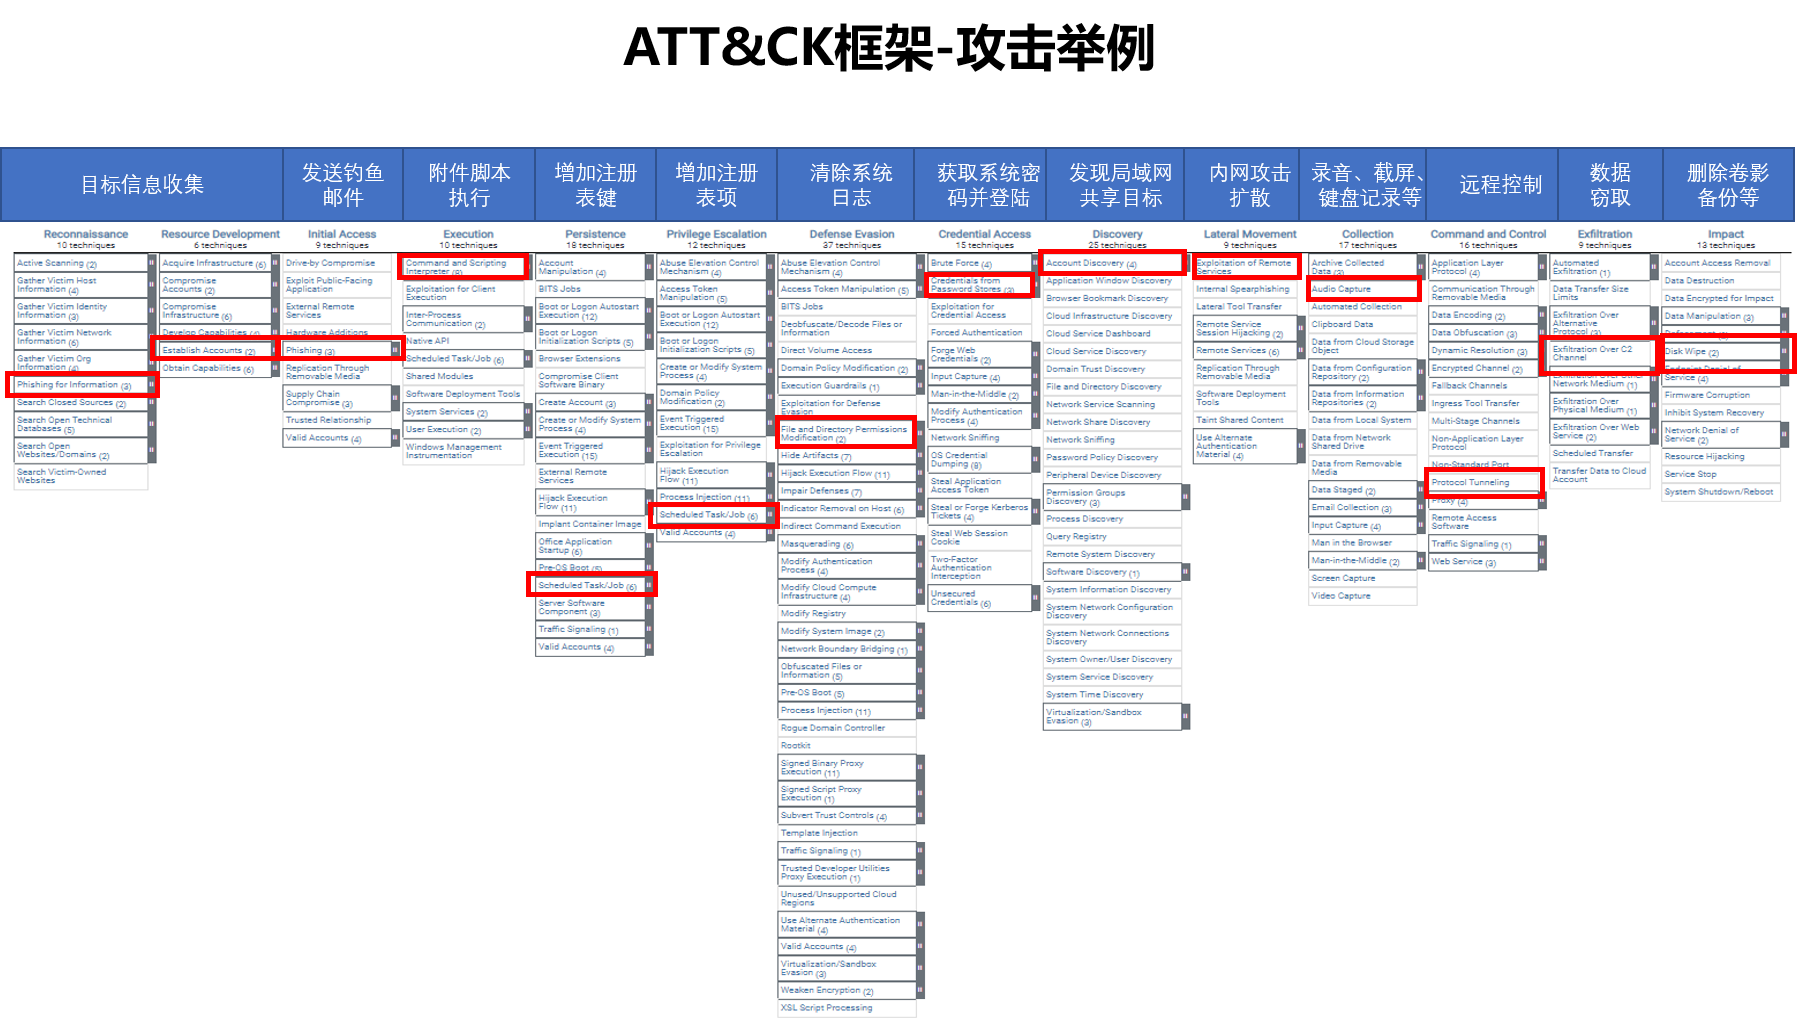 ATT&CK框架-攻击举例
目标信息收集
发送钓鱼
邮件
附件脚本
执行
增加注册
表键
增加注册
表项
清除系统
日志
获取系统密
码并登陆
发现局域网
共享目标
内网攻击
扩散
录音、截屏、
键盘记录等
远程控制
数据
窃取
删除卷影
备份等
Reconnaissance
10 techniques
Active Scanning (2)
Gather Victim Host
Information (4)
Gather Victim Identity
Information (3)
Gather Victim Network
Information (6)
Gather Victim Org
Information (4)
Phishing for Information (3)
Search Closed Sources (2)
Search Open Technical
Databases (5)
Search Open
Websites/Domains (2)
Search Victim-Owned
Websites
Resource Development
6 techniques
Acquire Infrastructure (6)
Compromise
Accounts (2)
Compromise
Infrastructure (6)
Develop Capabilities (4)
Establish Accounts (2)
Obtain Capabilities (6)
Initial Access
9 techniques
Drive-by Compromise
Exploit Public-Facing
Application
External Remote
Services
Hardware Additions
Phishing (3)
Replication Through
Removable Media
Supply Chain
Compromise (3)
Trusted Relationship
Valid Accounts (4)
Execution
10 techniques
Command and Scripting
Interpreter (8)
Exploitation for Client
Execution
Inter-Process
Communication (2)
Native API
Scheduled Task/Job (6)
Shared Modules
Software Deployment Tools
System Services (2)
User Execution (2)
Windows Management
Instrumentation
Persistence
18 techniques
Account
Manipulation (4)
BITS Jobs
Boot or Logon Autostart
Execution (12)
Boot or Logon
Initialization Scripts (5)
Browser Extensions
Compromise Client
Software Binary
Create Account (3)
Create or Modify System
Process (4)
Event Triggered
Execution (15)
External Remote
Services
Hijack Execution
Flow (11)
Implant Container Image
Office Application
Startup (6)
Pre-OS Boot (5)
Scheduled Task/Job (6)
Server Software
Component (3)
Traffic Signaling (1)
Valid Accounts (4)
Privilege Escalation
12 techniques
Abuse Elevation Control
Mechanism (4)
Access Token
Manipulation (5)
Boot or Logon Autostart
Execution (12)
Boot or Logon
Initialization Scripts (5)
Create or Modify System
Process (4)
Domain Policy
Modification (2)
Event Triggered
Execution (15)
Exploitation for Privilege
Escalation
Hijack Execution
Flow (11)
Process Injection (11)
Scheduled Task/Job (6)
Valid Accounts (4)
Defense Evasion
37 techniques
Abuse Elevation Control
Mechanism (4)
Access Token Manipulation (5)
BITS Jobs
Deobfuscate/Decode Files or
Information
Direct Volume Access
Domain Policy Modification (2)
Execution Guardrails (1)
Exploitation for Defense
Evasion
File and Directory Permissions
Modification (2)
Hide Artifacts (7)
Hijack Execution Flow (11)
Impair Defenses (7)
Indicator Removal on Host (6)
Indirect Command Execution
Masquerading (6)
Modify Authentication
Process (4)
Modify Cloud Compute
Infrastructure (4)
Modify Registry
Modify System Image (2)
Network Boundary Bridging (1)
Obfuscated Files or
Information (5)
Pre-OS Boot (5)
Process Injection (11)
Rogue Domain Controller
Rootkit
Signed Binary Proxy
Execution (11)
Signed Script Proxy
Execution (1)
Subvert Trust Controls (4)
Template Injection
Traffic Signaling (1)
Trusted Developer Utilities
Proxy Execution (1)
Unused/Unsupported Cloud
Regions
Use Alternate Authentication
Material (4)
Valid Accounts (4)
Virtualization/Sandbox
Evasion (3)
Weaken Encryption (2)
XSL Script Processing
Credential Access
15 techniques
Brute Force (4)
Credentials from
Password Stores (3)
Exploitation for
Credential Access
Forced Authentication
Forge Web
Credentials (2)
Input Capture (4)
Man-in-the-Middle (2)
Modify Authentication
Process (4)
Network Sniffing
OS Credential
Dumping (8)
Steal Application
Access Token
Steal or Forge Kerberos
Tickets (4)
Steal Web Session
Cookie
Two-Factor
Authentication
Interception
Unsecured
Credentials (6)
Discovery
25 techniques
Account Discovery (4)
Application Window Discovery
Browser Bookmark Discovery
Cloud Infrastructure Discovery
Cloud Service Dashboard
Cloud Service Discovery
Domain Trust Discovery
File and Directory Discovery
Network Service Scanning
Network Share Discovery
Network Sniffing
Password Policy Discovery
Peripheral Device Discovery
Permission Groups
Discovery (3)
Process Discovery
Query Registry
Remote System Discovery
Software Discovery (1)
System Information Discovery
System Network Configuration
Discovery
System Network Connections
Discovery
System Owner/User Discovery
System Service Discovery
System Time Discovery
Virtualization/Sandbox
Evasion (3)
Lateral Movement
9 techniques
Exploitation of Remote
Services
Internal Spearphishing
Lateral Tool Transfer
Remote Service
Session Hijacking (2)
Remote Services (6)
Replication Through
Removable Media
Software Deployment
Tools
Taint Shared Content
Use Alternate
Authentication
Material (4)
Collection
17 techniques
Archive Collected
Data (3)
Audio Capture
Automated Collection
Clipboard Data
Data from Cloud Storage
Object
Data from Configuration
Repository (2)
Data from Information
Repositories (2)
Data from Local System
Data from Network
Shared Drive
Data from Removable
Media
Data Staged (2)
Email Collection (3)
Input Capture (4)
Man in the Browser
Man-in-the-Middle (2)
Screen Capture
Video Capture
Command and Control
16 techniques
Application Layer
Protocol (4)
Communication Through
Removable Media
Data Encoding (2)
Data Obfuscation (3)
Dynamic Resolution (3)
Encrypted Channel (2)
Fallback Channels
Ingress Tool Transfer
Multi-Stage Channels
Non-Application Layer
Protocol
Non-Standard Port
Protocol Tunneling
Proxy (4)
Remote Access
Software
Traffic Signaling (1)
Web Service (3)
Exfiltration
9 techniques
Automated
Exfiltration (1)
Data Transfer Size
Limits
Exfiltration Over
Alternative
Protocol (3)
Exfiltration Over C2
Channel
Exfiltration Over Other
Network Medium (1)
Exfiltration Over
Physical Medium (1)
Exfiltration Over Web
Service (2)
Scheduled Transfer
Transfer Data to Cloud
Account
Impact
13 techniques
Account Access Removal
Data Destruction
Data Encrypted for Impact
Data Manipulation (3)
Defacement (2)
Disk Wipe (2)
Endpoint Denial of
Service (4)
Firmware Corruption
Inhibit System Recovery
Network Denial of
Service (2)
Resource Hijacking
Service Stop
System Shutdown/Reboot